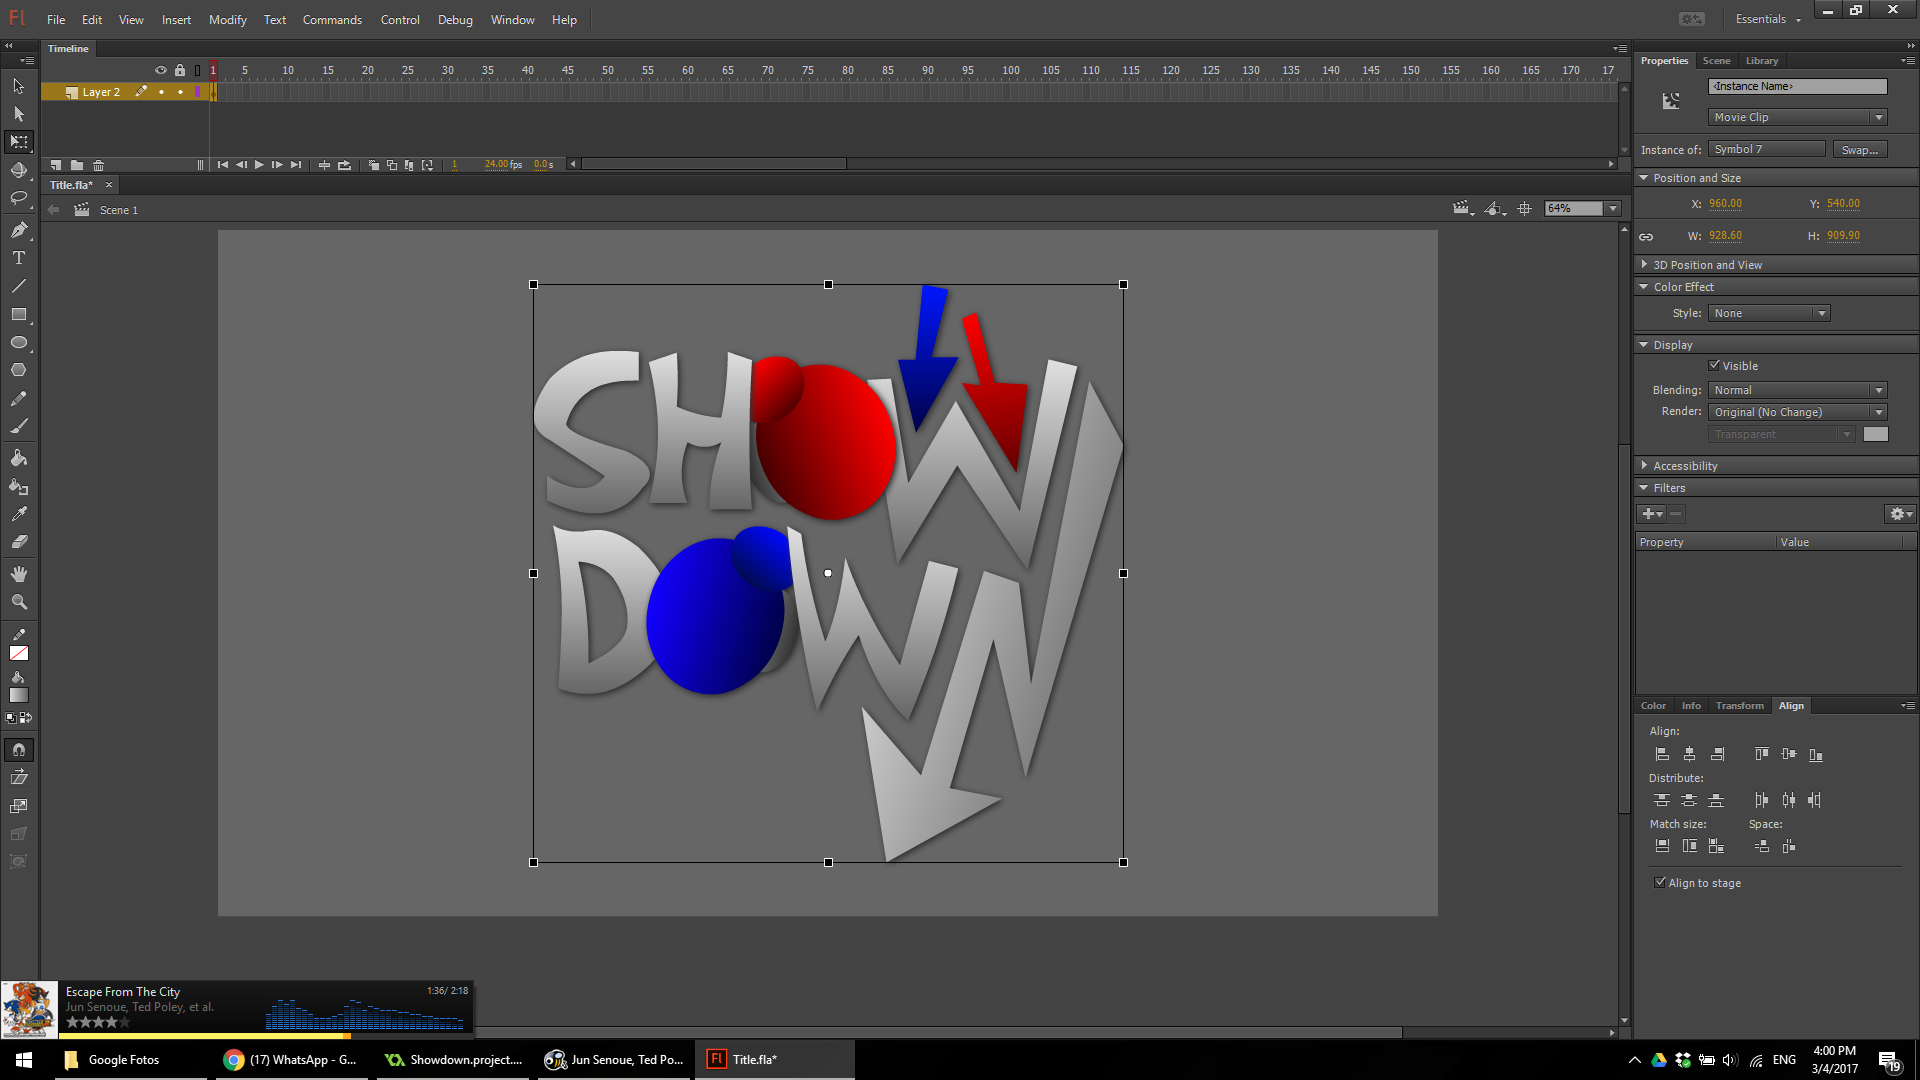 Fl File Edit View Insert Modify Text Commands Control Debug Window Help Essentials
Timeline
1 5 10 15 20 25 30 35 40 45 50 55 60 65 70 75 80 85 90 95 100 105 110 115 120 125 130 135 140 145 150 155 160 165 170 17
Layer 2
1 24.00 fps 0.0 s
Title.fla*
Scene 1
64%
SHOW
DOWN
Properties Scene Library
<Instance Name>
Movie Clip
Instance of: Symbol 7 Swap...
Position and Size
X: 960.00 Y: 540.00
W: 928.60 H: 909.90
3D Position and View
Color Effect
Style: None
Display
Visible
Blending: Normal
Render: Original (No Change)
Transparent
Accessibility
Filters
Property Value
Color Info Transform Align
Align:
Distribute:
Match size: Space:
Align to stage
Escape From The City 1:36/ 2:18
Jun Senoue, Ted Poley, et al.
Google Fotos
(17) WhatsApp - G...
Showdown.project....
Jun Senoue, Ted Po...
Fl Title.fla*
ENG
4:00 PM
3/4/2017
19